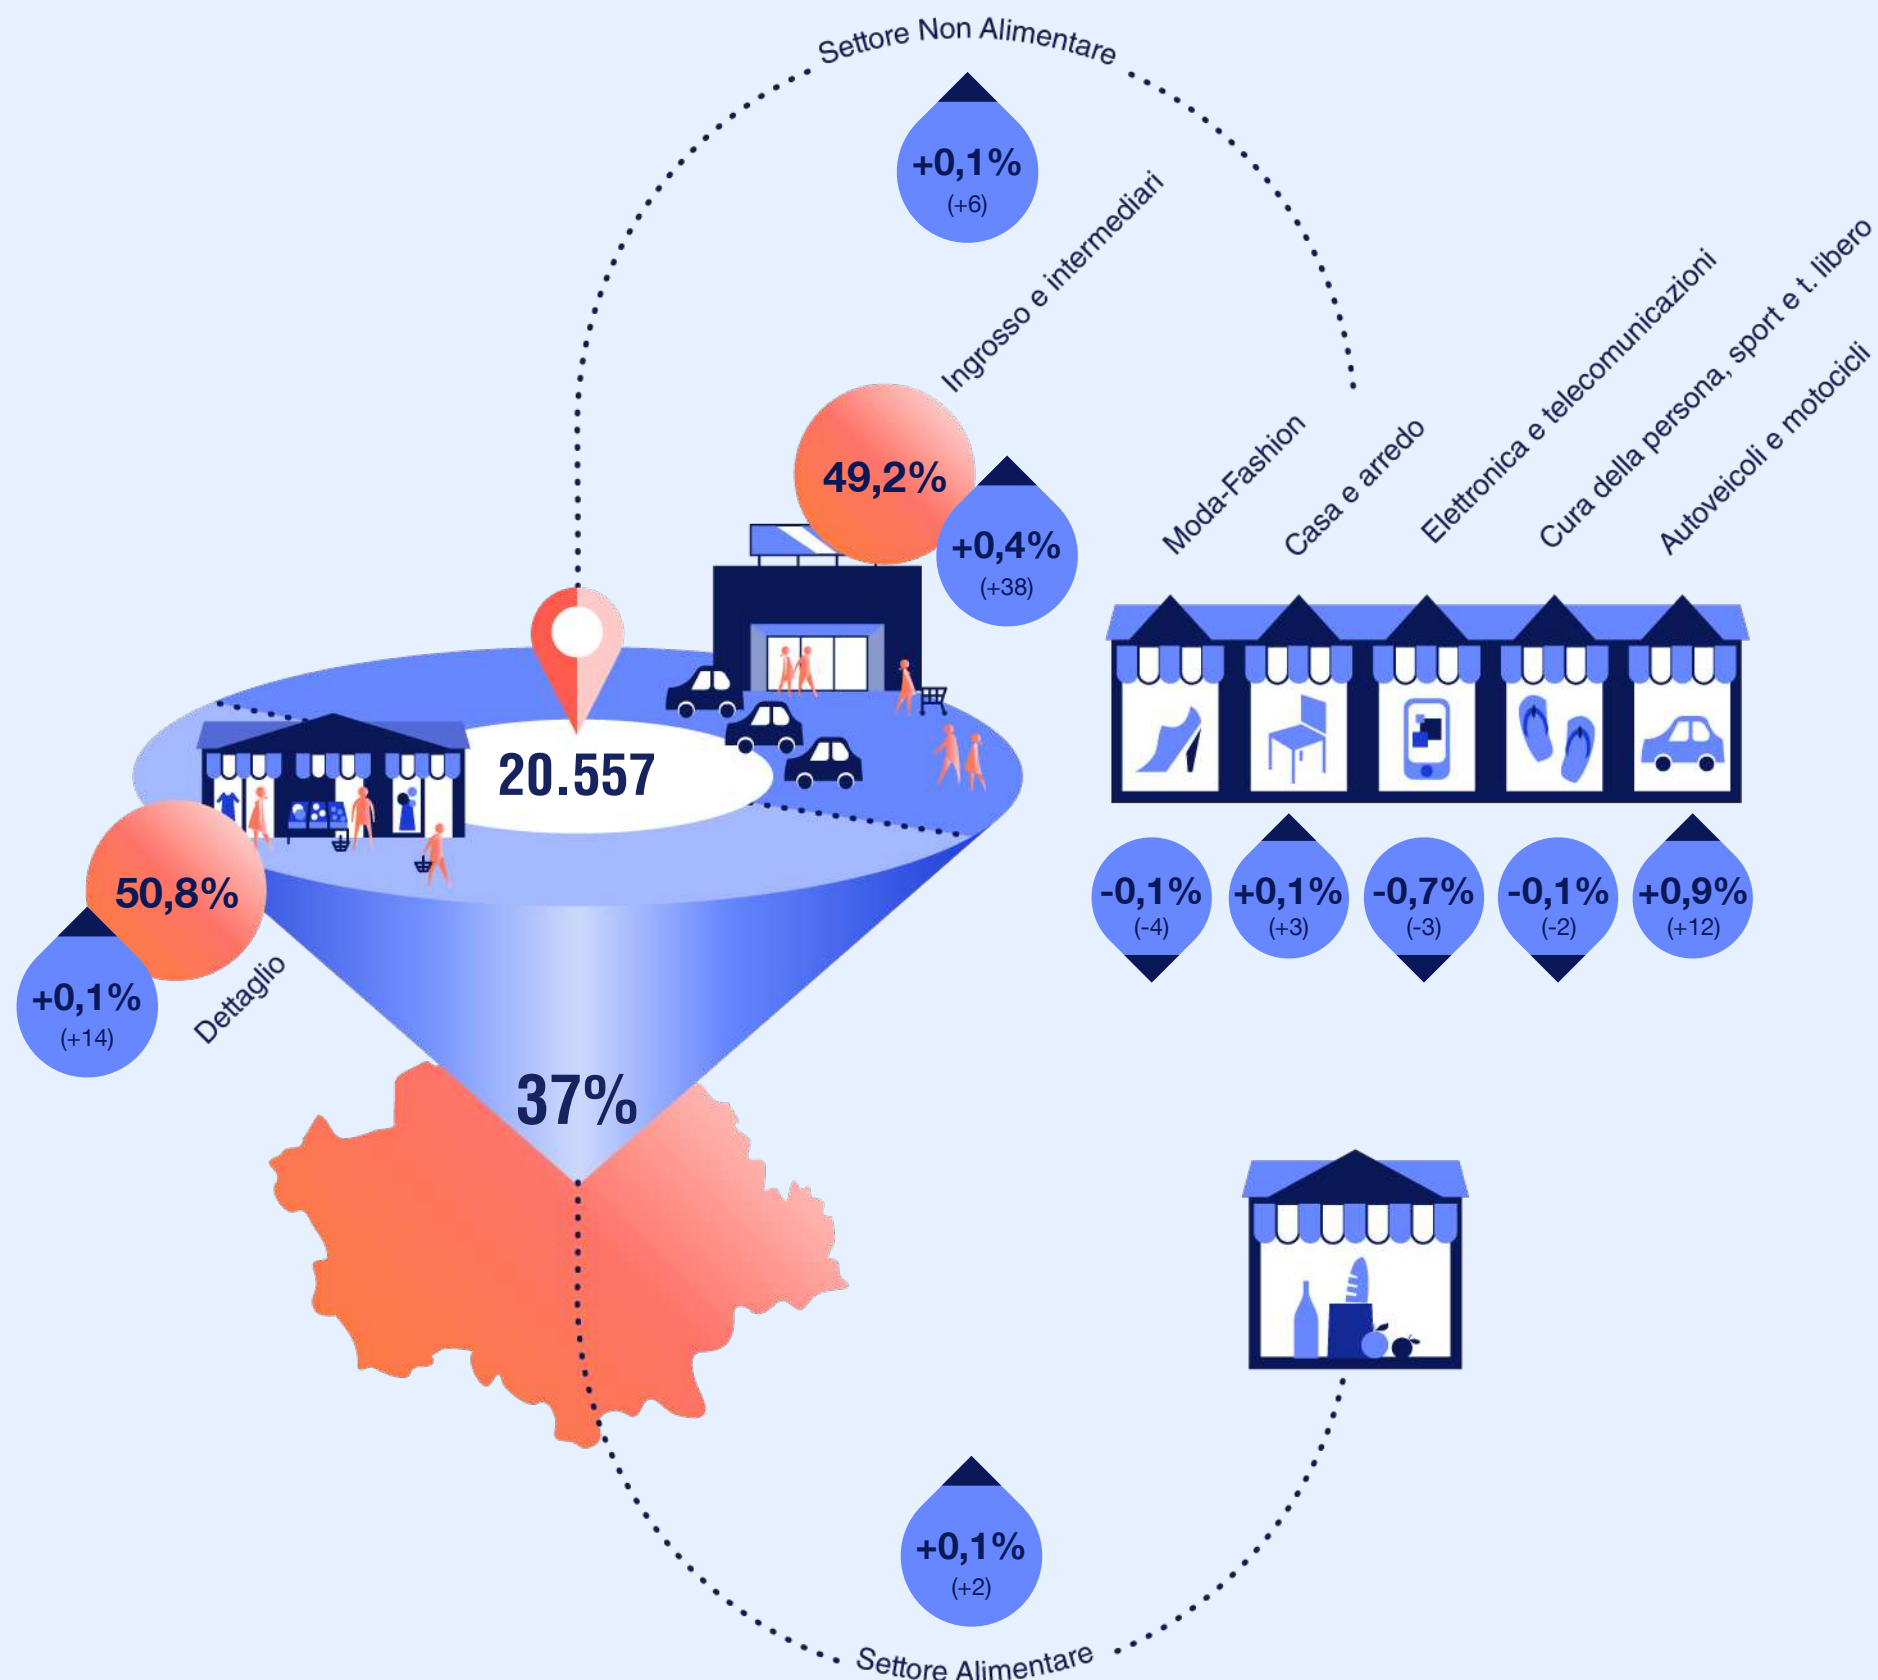 Settore Non Alimentare
+0,1%
(+6)
Ingrosso e intermediari
49,2%
+0,4%
(+38)
Moda-Fashion
Casa e arredo
Elettronica e telecomunicazioni
Cura della persona, sport e t. libero
Autoveicoli e motocicli
20.557
50,8%
+0,1%
(+14)
Dettaglio
-0,1%
(-4)
+0,1%
(+3)
-0,7%
(-3)
-0,1%
(-2)
+0,9%
(+12)
37%
+0,1%
(+2)
Settore Alimentare